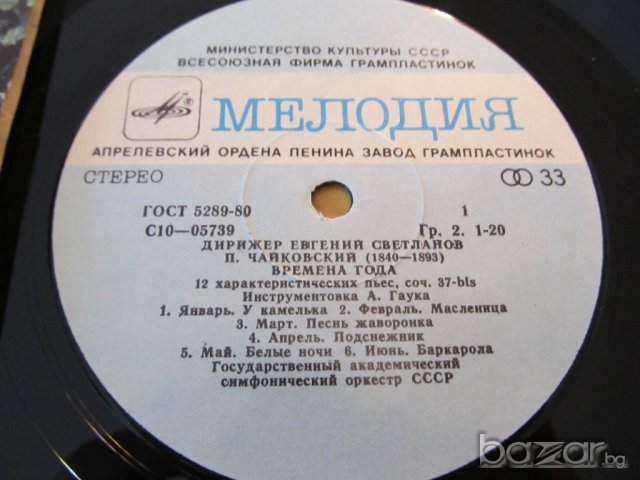 МИНИСТЕРСТВО КУЛЬТУРЫ СССР
ВСЕСОЮЗНАЯ ФИРМА ГРАМПЛАСТИНОК
® МЕЛОДИЯ
АПРЕЛЕВСКИЙ ОРДЕНА ЛЕНИНА ЗАВОД ГРАМПЛАСТИНОК
СТЕРЕО 33
ГОСТ 5289-80 1
С10—05739 Гр. 2. 1-20
ДИРИЖЕР ЕВГЕНИЙ СВЕТЛАНОВ
П. ЧАЙКОВСКИЙ (1840—1893)
ВРЕМЕНА ГОДА
12 характеристических пьес, соч. 37-bis
Инструментовка А. Гаука
1. Январь. У камелька 2. Февраль. Масленица
3. Март. Песнь жаворонка
4. Апрель. Подснежник
5. Май. Белые ночи 6. Июнь. Баркарола
Государственный академический
симфонический оркестр СССР
bazar.bg